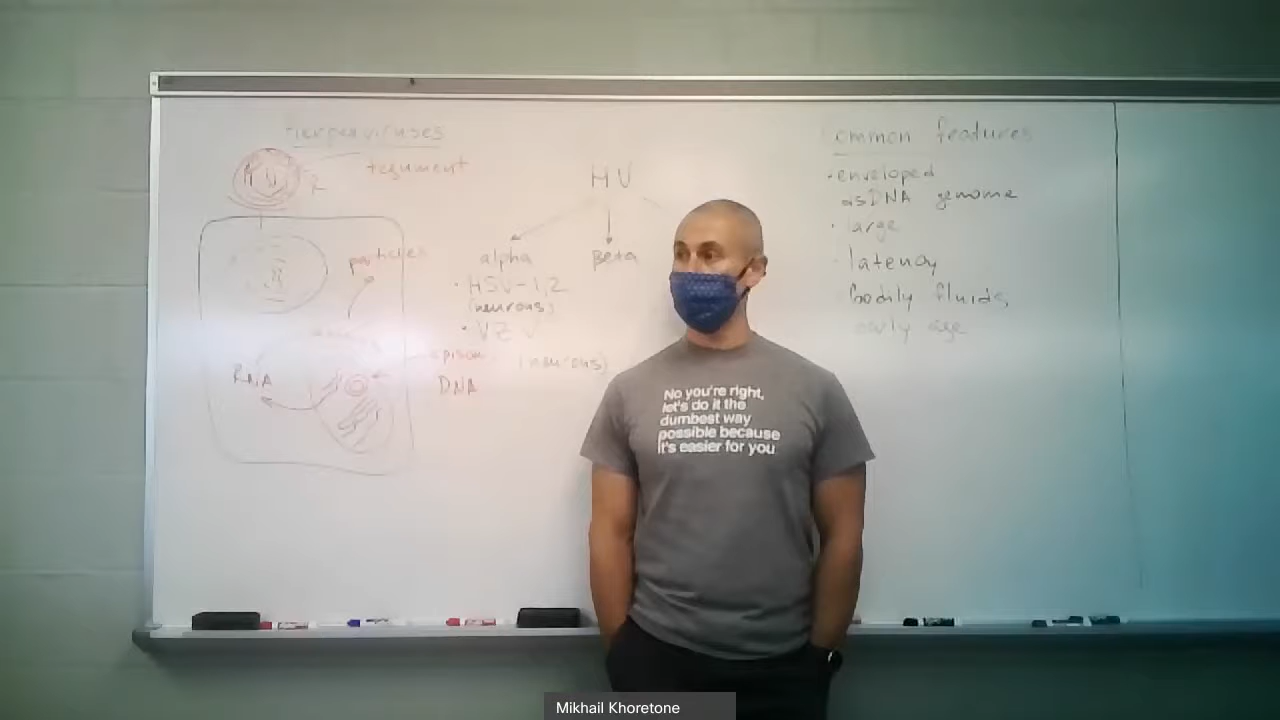 Herpesviruses
tegument
HV
particles
RNA
DNA
HV
alpha
Beta
· HSV-1,2
(neurons)
· VZV
(neurons)
Common features
· enveloped
dsDNA genome
· large
latency
bodily fluids
early age
No you're right,
let's do it the
dumbest way
possible because
it's easier for you
Mikhail Khoretone